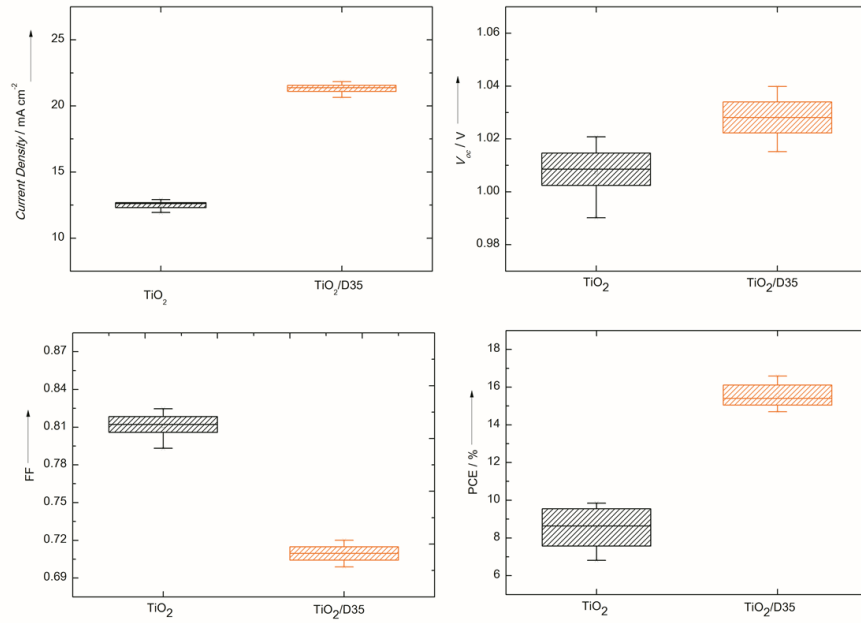 Current Density / mA cm⁻²
25
20
15
10
TiO₂
TiO₂/D35
V_oc / V
1.06
1.04
1.02
1.00
0.98
TiO₂
TiO₂/D35
FF
0.87
0.84
0.81
0.78
0.75
0.72
0.69
TiO₂
TiO₂/D35
PCE / %
18
16
14
12
10
8
6
TiO₂
TiO₂/D35